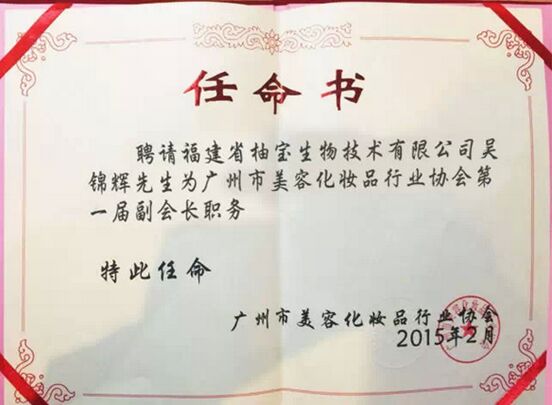 任命书
聘请福建省柚宝生物技术有限公司吴
锦辉先生为广州市美容化妆品行业协会第
一届副会长职务
特此任命
广州市美容化妆品行业协会
2015年2月